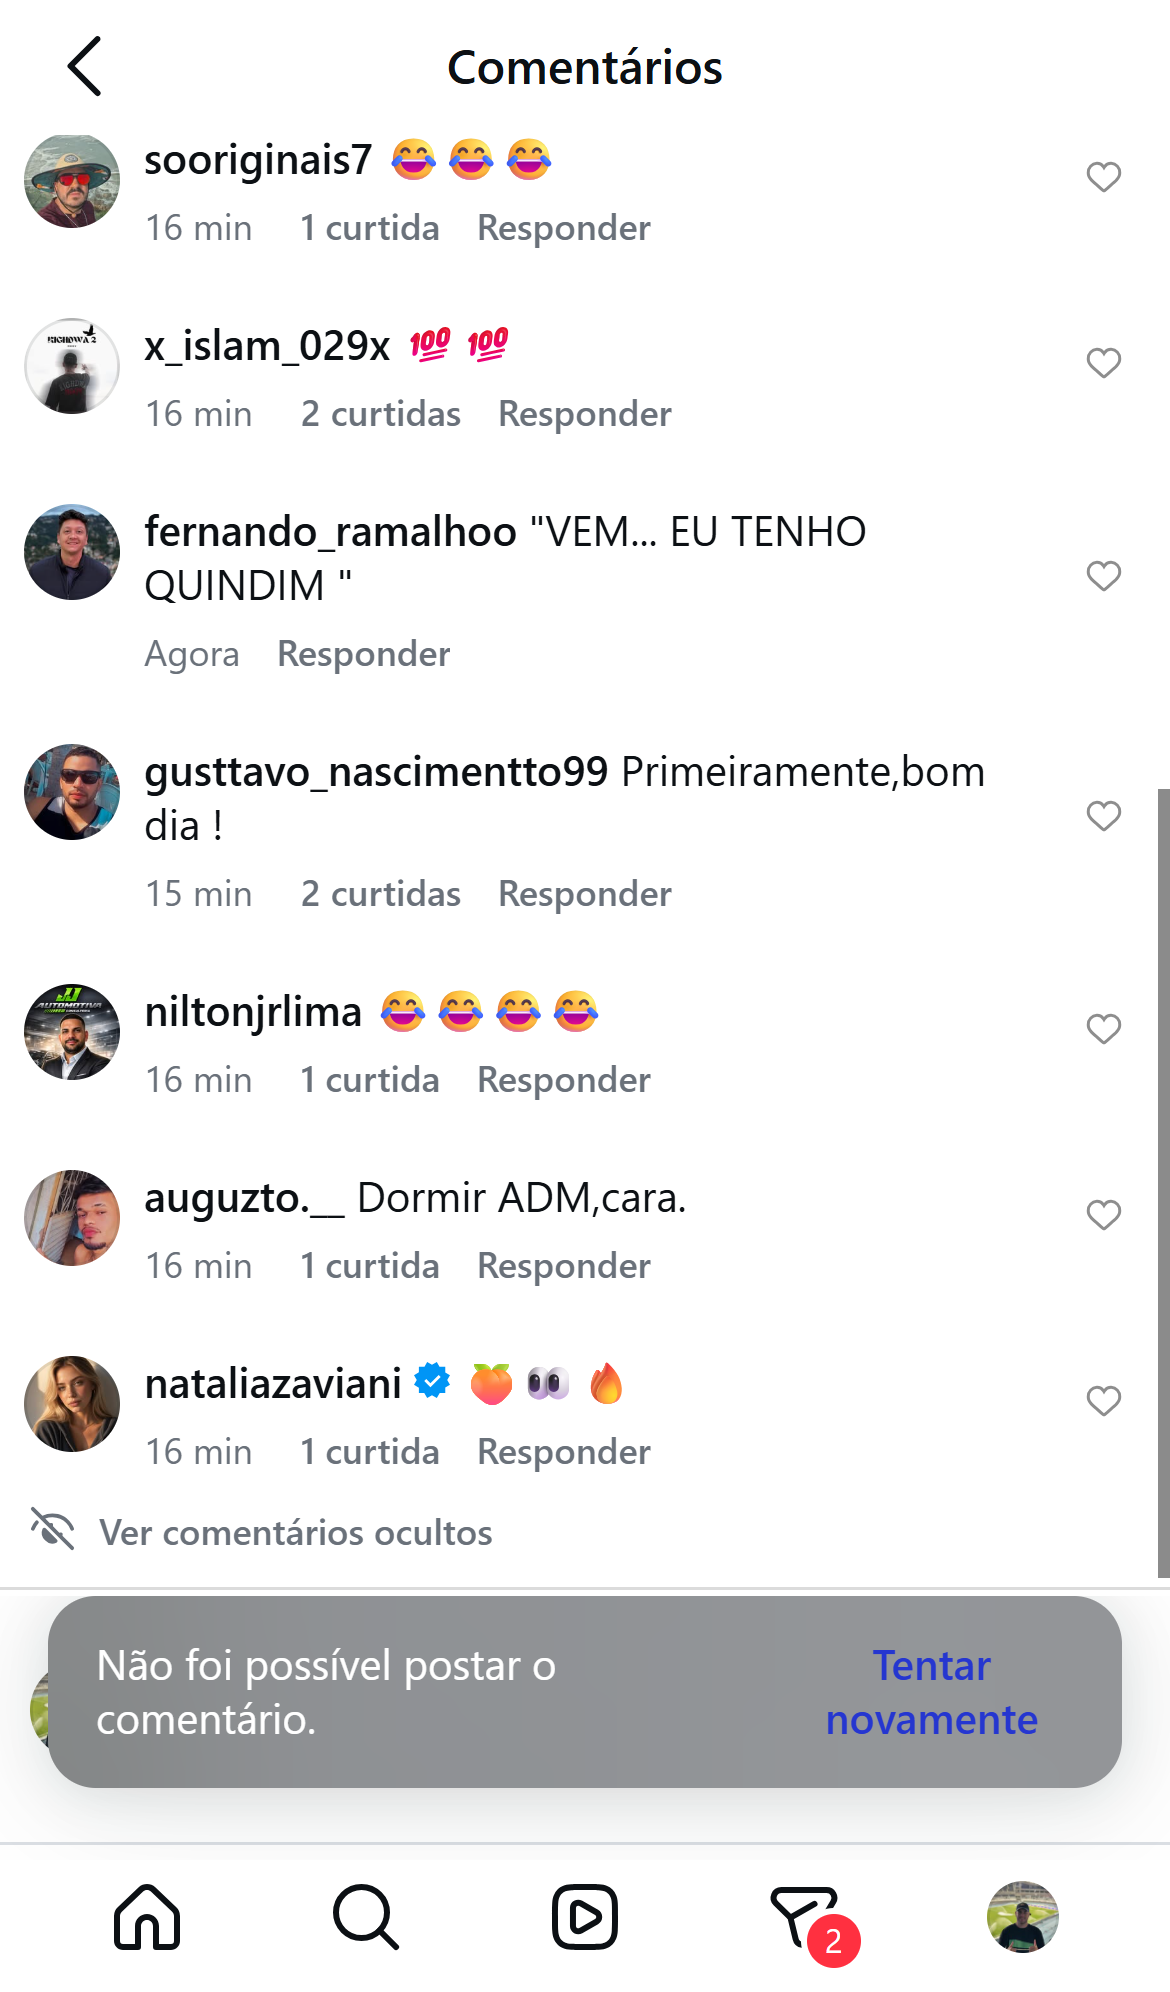 Comentários
sooriginais7 😂 😂 😂
16 min 1 curtida Responder
x_islam_029x 💯 💯
16 min 2 curtidas Responder
fernando_ramalhoo "VEM... EU TENHO
QUINDIM "
Agora Responder
gusttavo_nascimentto99 Primeiramente,bom
dia !
15 min 2 curtidas Responder
AUTOMOTIVA
niltonjrlima 😂 😂 😂 😂
16 min 1 curtida Responder
auguzto.__ Dormir ADM,cara.
16 min 1 curtida Responder
nataliazaviani 🍑 👀 🔥
16 min 1 curtida Responder
Ver comentários ocultos
Não foi possível postar o
comentário.
Tentar
novamente
2